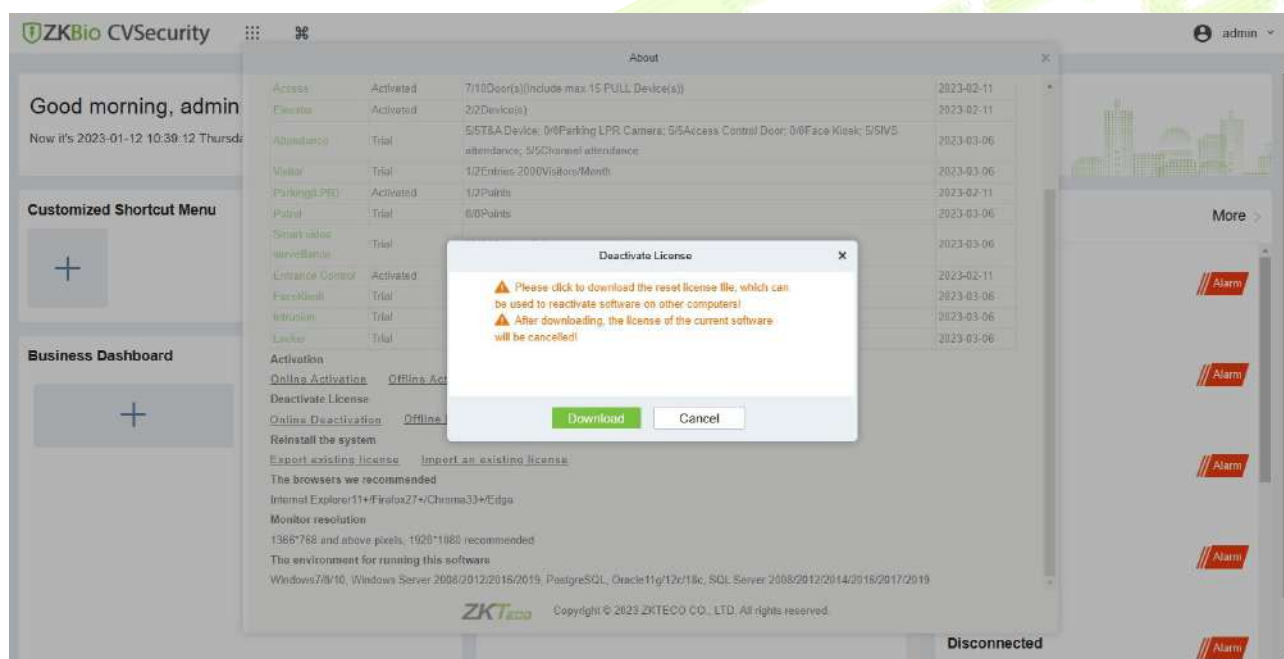 ZKBio CVSecurity
admin
About
Good morning, admin
Now it's 2023-01-12 10:39:12 Thursda
Access Activated 7/10Door(s)(Include max 15 PULL Device(s)) 2023-02-11
Elevator Activated 2/2Device(s) 2023-02-11
Attendance Trial 5/5T&A Device; 0/0Parking LPR Camera; 5/5Access Control Door; 0/0Face Kiosk; 5/5IVS
attendance; 5/5Channel attendance 2023-03-06
Visitor Trial 1/2Entries 2000Visitors/Month 2023-03-06
Parking(LPR) Activated 1/2Points 2023-02-11
Patrol Trial 2023-03-06
Smart video
surveillance Trial 2023-03-06
Entrance Control Activated 2023-02-11
FaceKiosk Trial 2023-03-06
Intrusion Trial 2023-03-06
Locker Trial 2023-03-06
Customized Shortcut Menu
More
Alarm
Alarm
Alarm
Alarm
Alarm
Business Dashboard
Deactivate License
Please click to download the reset license file, which can
be used to reactivate software on other computers!
After downloading, the license of the current software
will be cancelled!
Download Cancel
Activation
Online Activation Offline Act
Deactivate License
Online Deactivation Offline
Reinstall the system
Export existing license Import an existing license
The browsers we recommended
Internet Explorer11+/Firefox27+/Chrome33+/Edge
Monitor resolution
1366*768 and above pixels, 1920*1080 recommended
The environment for running this software
Windows7/8/10, Windows Server 2008/2012/2016/2019, PostgreSQL, Oracle11g/12c/18c, SQL Server 2008/2012/2014/2016/2017/2019
ZKTeco Copyright © 2023 ZKTECO CO., LTD. All rights reserved.
Disconnected